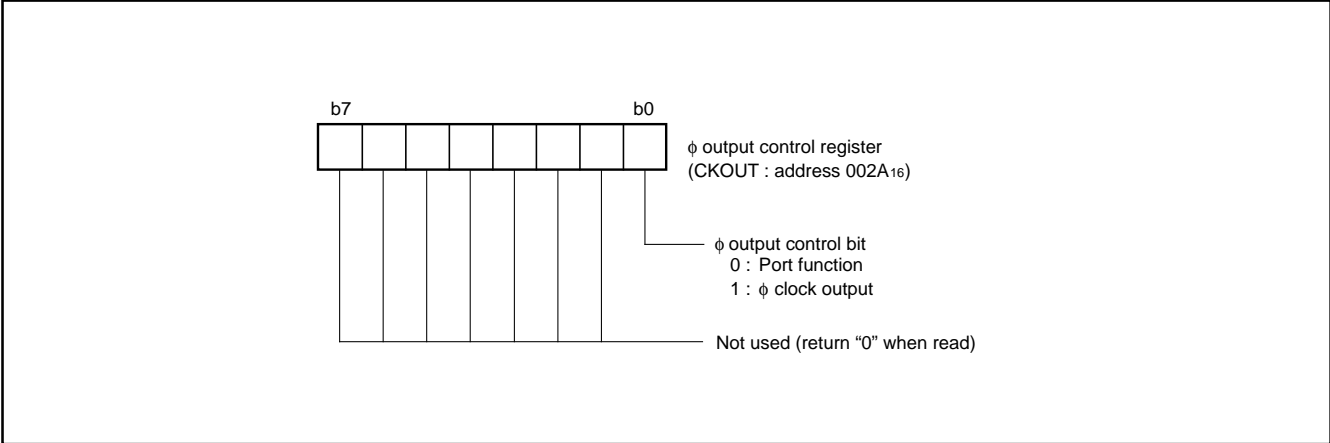 b7 b0
ϕ output control register
(CKOUT : address 002A₁₆)
ϕ output control bit
0 : Port function
1 : ϕ clock output
Not used (return “0” when read)